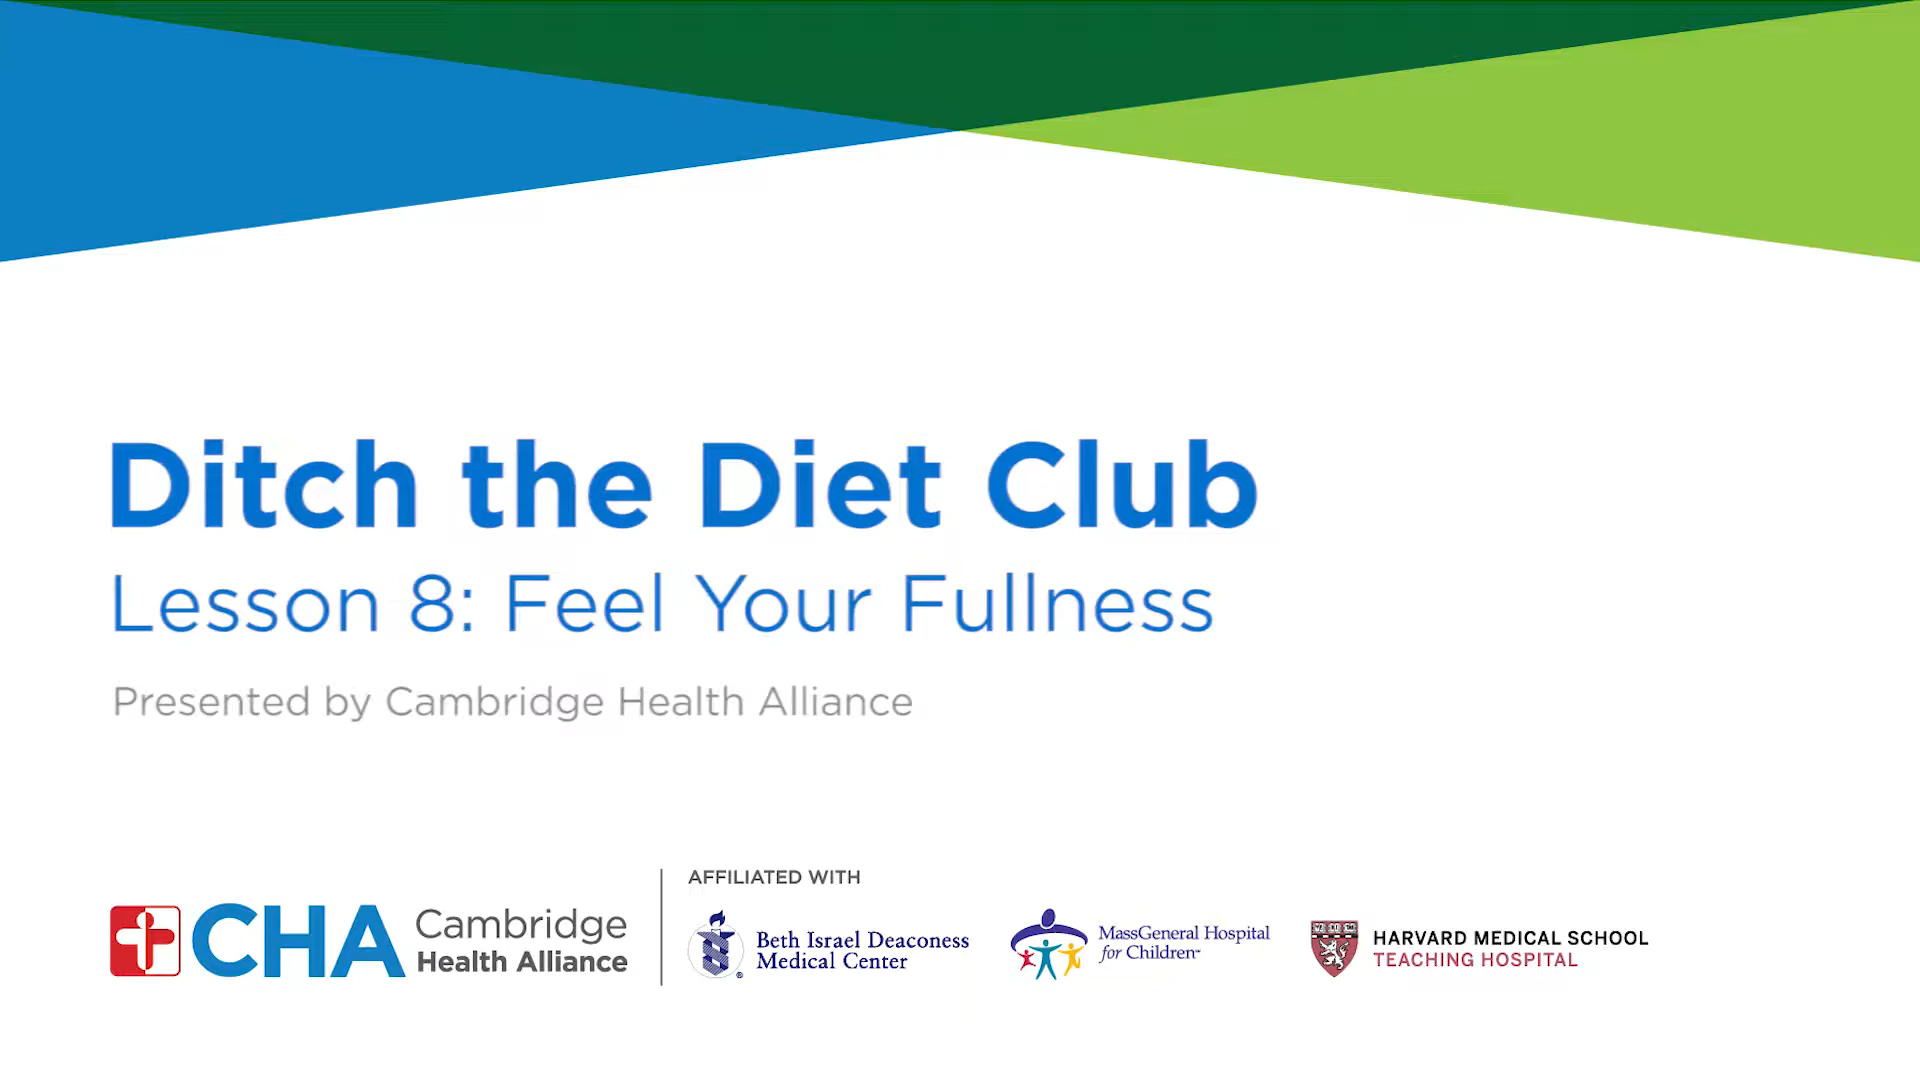 Ditch the Diet Club
Lesson 8: Feel Your Fullness
Presented by Cambridge Health Alliance
CHA Cambridge
Health Alliance
AFFILIATED WITH
Beth Israel Deaconess
Medical Center
MassGeneral Hospital
for Children™
HARVARD MEDICAL SCHOOL
TEACHING HOSPITAL